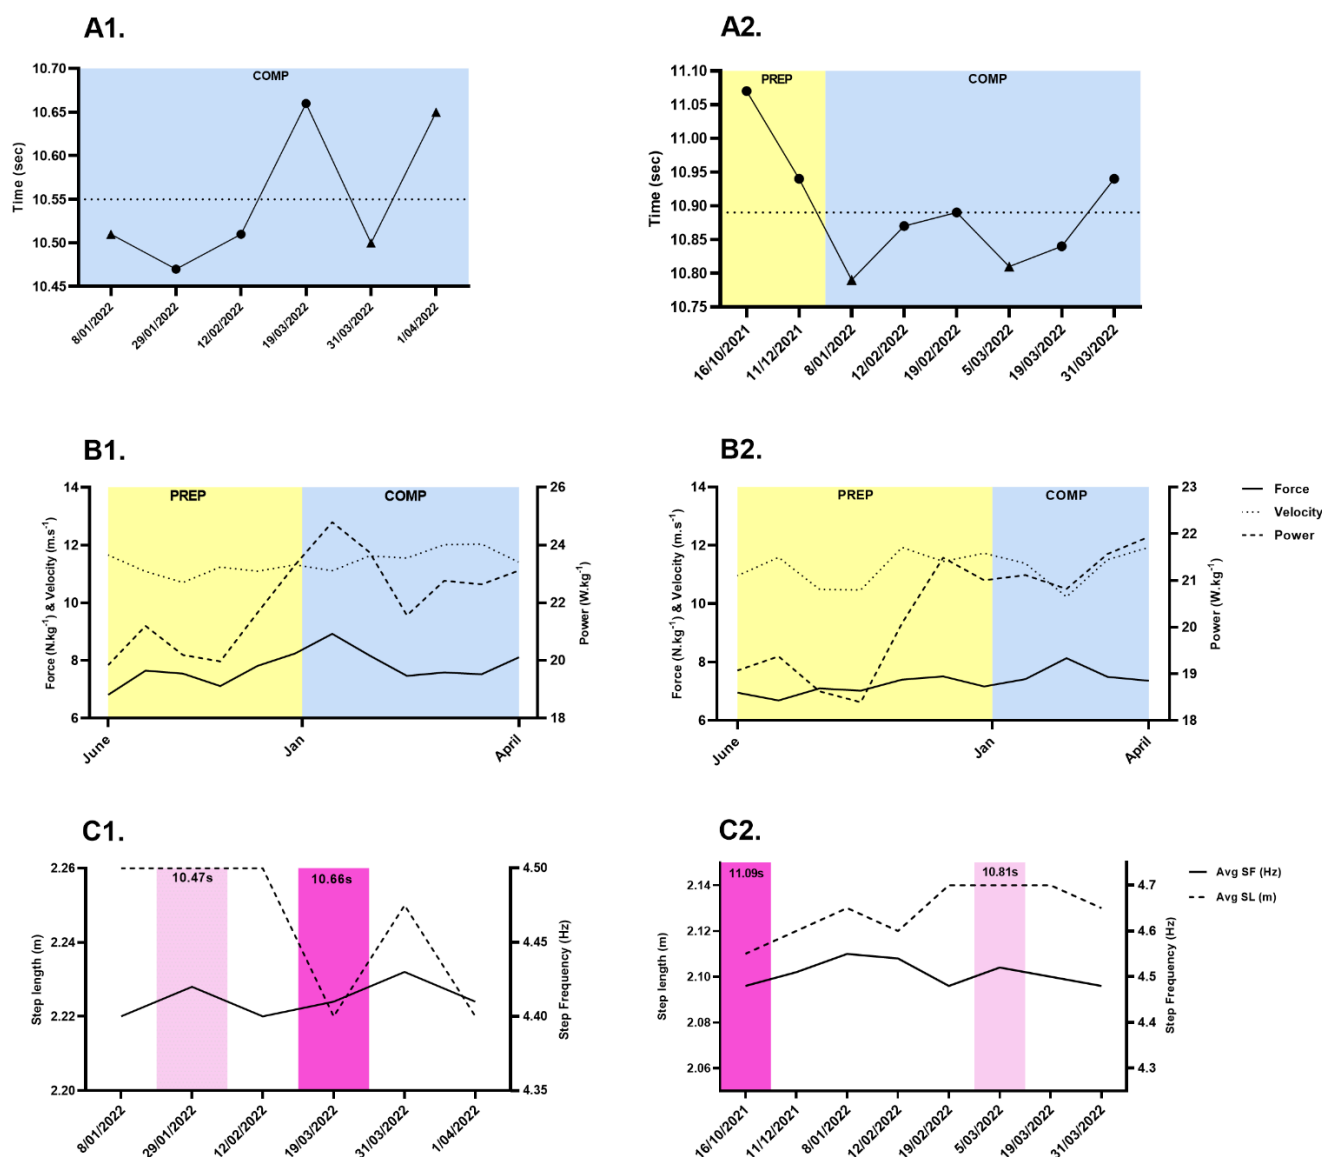 A1.
COMP
Time (sec)
10.70
10.65
10.60
10.55
10.50
10.45
8/01/2022
29/01/2022
12/02/2022
19/03/2022
31/03/2022
1/04/2022
A2.
PREP
COMP
Time (sec)
11.10
11.05
11.00
10.95
10.90
10.85
10.80
10.75
16/10/2021
11/12/2021
8/01/2022
12/02/2022
19/02/2022
5/03/2022
19/03/2022
31/03/2022
B1.
PREP
COMP
Force (N.kg-1) & Velocity (m.s-1)
14
12
10
8
6
26
24
22
20
18
Power (W.kg-1)
June
Jan
April
B2.
PREP
COMP
Force (N.kg-1) & Velocity (m.s-1)
14
12
10
8
6
23
22
21
20
19
18
Power (W.kg-1)
June
Jan
April
Force
Velocity
Power
C1.
10.47s
10.66s
Step length (m)
2.26
2.24
2.22
2.20
4.50
4.45
4.40
4.35
Step Frequency (Hz)
8/01/2022
29/01/2022
12/02/2022
19/03/2022
31/03/2022
1/04/2022
C2.
11.09s
10.81s
Step length (m)
2.14
2.12
2.10
2.08
2.06
4.7
4.6
4.5
4.4
4.3
Step Frequency (Hz)
16/10/2021
11/12/2021
8/01/2022
12/02/2022
19/02/2022
5/03/2022
19/03/2022
31/03/2022
Avg SF (Hz)
Avg SL (m)